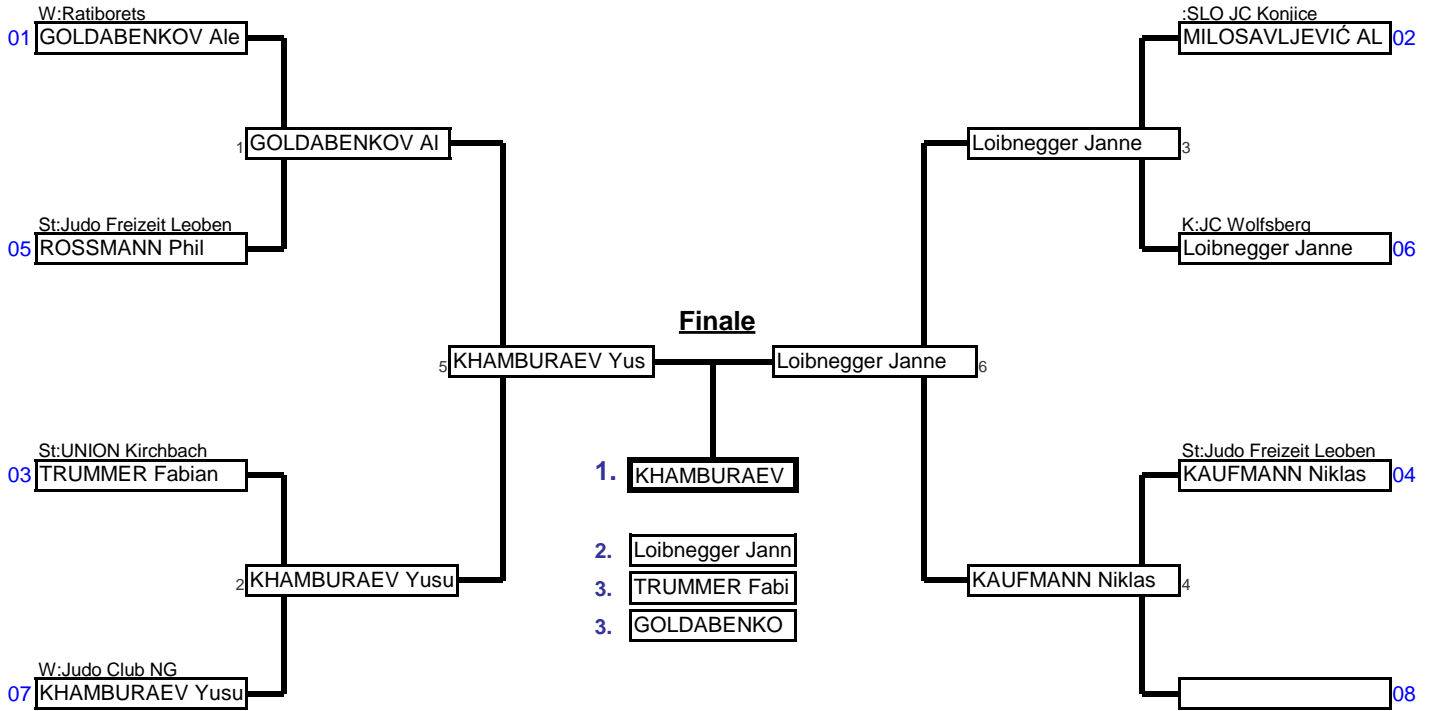 W:Ratiborets
01 GOLDABENKOV Ale
:SLO JC Konjice
MILOSAVLJEVIĆ AL 02
1 GOLDABENKOV Al
Loibnegger Janne 3
St:Judo Freizeit Leoben
05 ROSSMANN Phil
K:JC Wolfsberg
Loibnegger Janne 06
Finale
5 KHAMBURAEV Yus
Loibnegger Janne 6
St:UNION Kirchbach
03 TRUMMER Fabian
1. KHAMBURAEV
St:Judo Freizeit Leoben
KAUFMANN Niklas 04
2. Loibnegger Jann
2 KHAMBURAEV Yusu
3. TRUMMER Fabi
KAUFMANN Niklas 4
3. GOLDABENKO
W:Judo Club NG
07 KHAMBURAEV Yusu
08